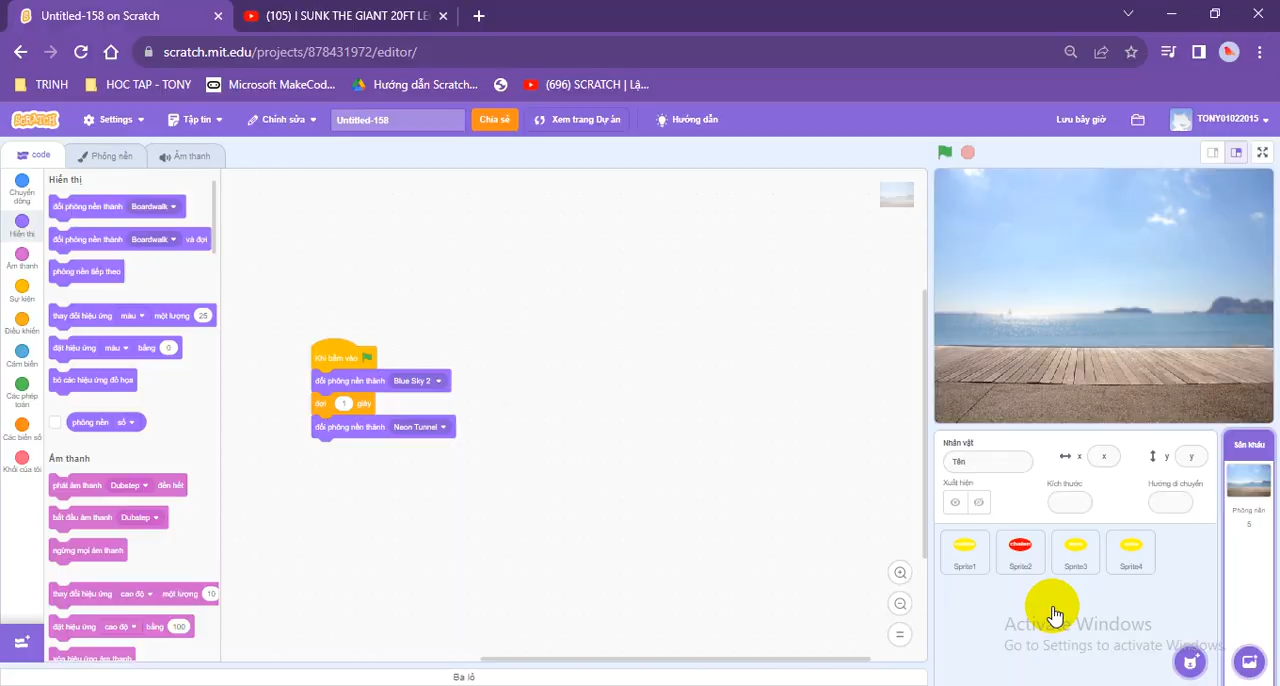 Untitled-158 on Scratch
(105) I SUNK THE GIANT 20FT LE
scratch.mit.edu/projects/878431972/editor/
TRINH
HOC TAP - TONY
Microsoft MakeCod...
Hướng dẫn Scratch...
(696) SCRATCH | Lậ...
SCRATCH
Settings
Tập tin
Chỉnh sửa
Untitled-158
Chia sẻ
Xem Trang Dự Án
Hướng dẫn
Lưu bây giờ
TONY01022015
code
Phông nền
Âm thanh
Chuyển động
Hiển thị
Âm thanh
Sự kiện
Điều khiển
Cảm biến
Các phép toán
Các biến số
Khối của tôi
Hiển thị
đổi phông nền thành Boardwalk
đổi phông nền thành Boardwalk và đợi
phông nền tiếp theo
thay đổi hiệu ứng màu một lượng 25
đặt hiệu ứng màu bằng 0
bỏ các hiệu ứng đồ họa
phông nền số
Âm thanh
phát âm thanh Dubstep đến hết
bắt đầu âm thanh Dubstep
ngừng mọi âm thanh
thay đổi hiệu ứng cao độ một lượng 10
đặt hiệu ứng cao độ bằng 100
Khi bấm vào
đổi phông nền thành Blue Sky 2
đợi 1 giây
đổi phông nền thành Neon Tunnel
Nhân vật
Tên
x x
y y
Xuất hiện
Kích thước
Hướng di chuyển
Sprite1
Sprite2
Sprite3
Sprite4
Sân khấu
Phông nền
5
Activate Windows
Go to Settings to activate Windows.
Ba lô